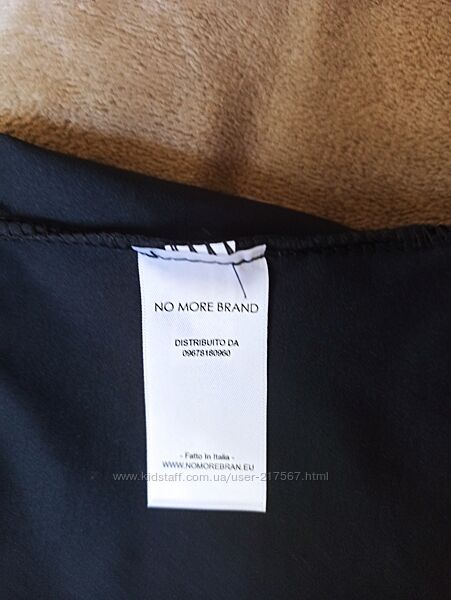 NO MORE BRAND
DISTRIBUITO DA
09678180960
- Fatto In Italia -
WWW.NOMOREBRAN.EU
www.kidstaff.com.ua/user-217567.html